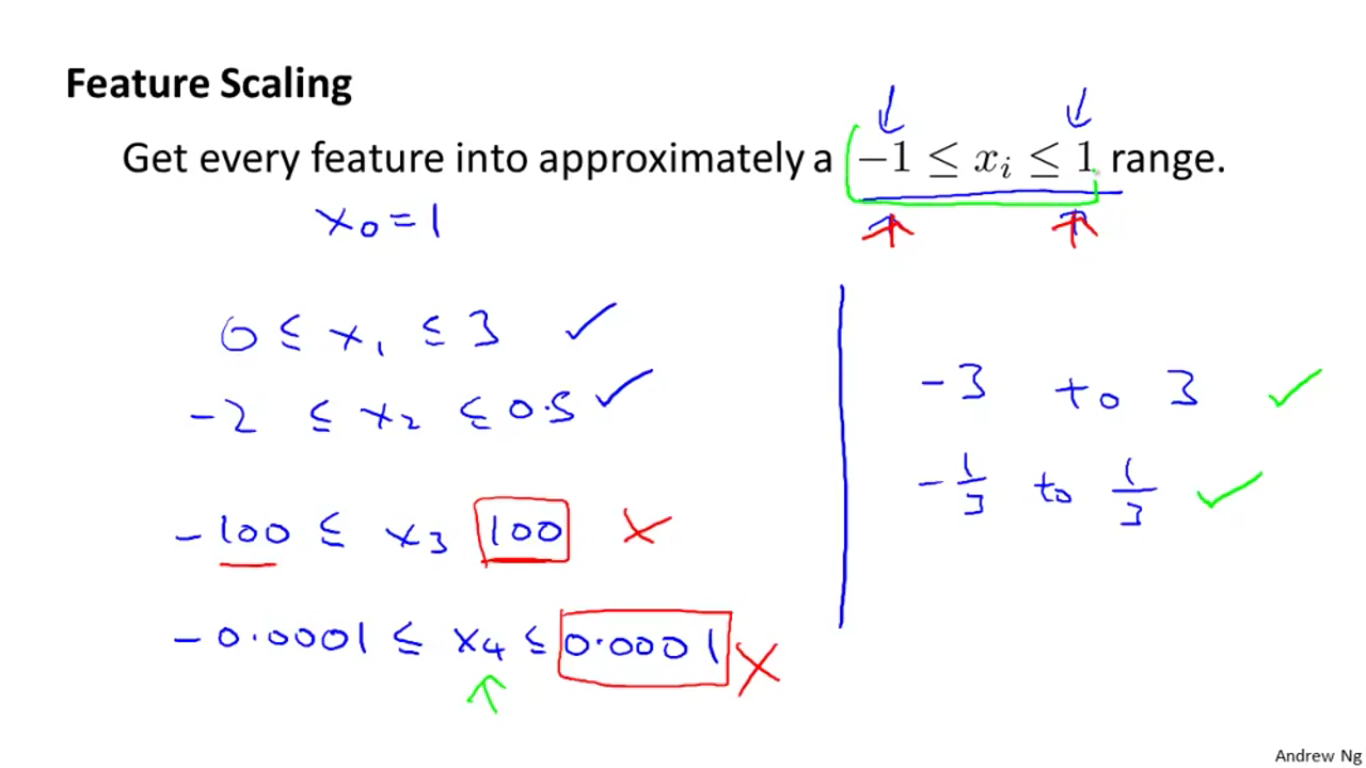 Feature Scaling
Get every feature into approximately a −1 ≤ xᵢ ≤ 1 range.
x₀ = 1
0 ≤ x₁ ≤ 3 ✓
-2 ≤ x₂ ≤ 0.5 ✓
-100 ≤ x₃ 100 ✗
-0.0001 ≤ x₄ ≤ 0.0001 ✗
-3 to 3 ✓
-1/3 to 1/3 ✓
Andrew Ng